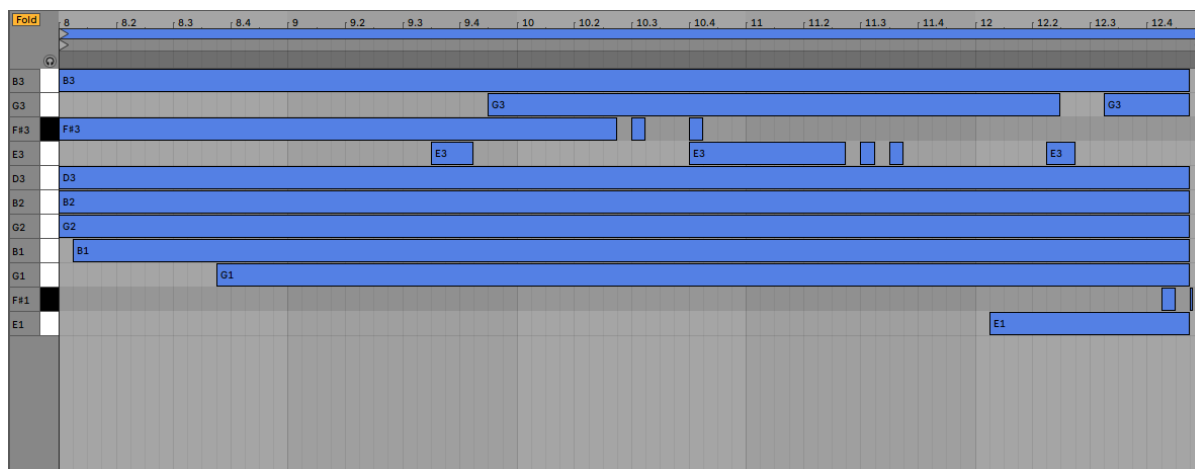 Fold 8 8.2 8.3 8.4 9 9.2 9.3 9.4 10 10.2 10.3 10.4 11 11.2 11.3 11.4 12 12.2 12.3 12.4
B3 B3
G3 G3 G3
F#3 F#3
E3 E3 E3 E3
D3 D3
B2 B2
G2 G2
B1 B1
G1 G1
F#1
E1 E1